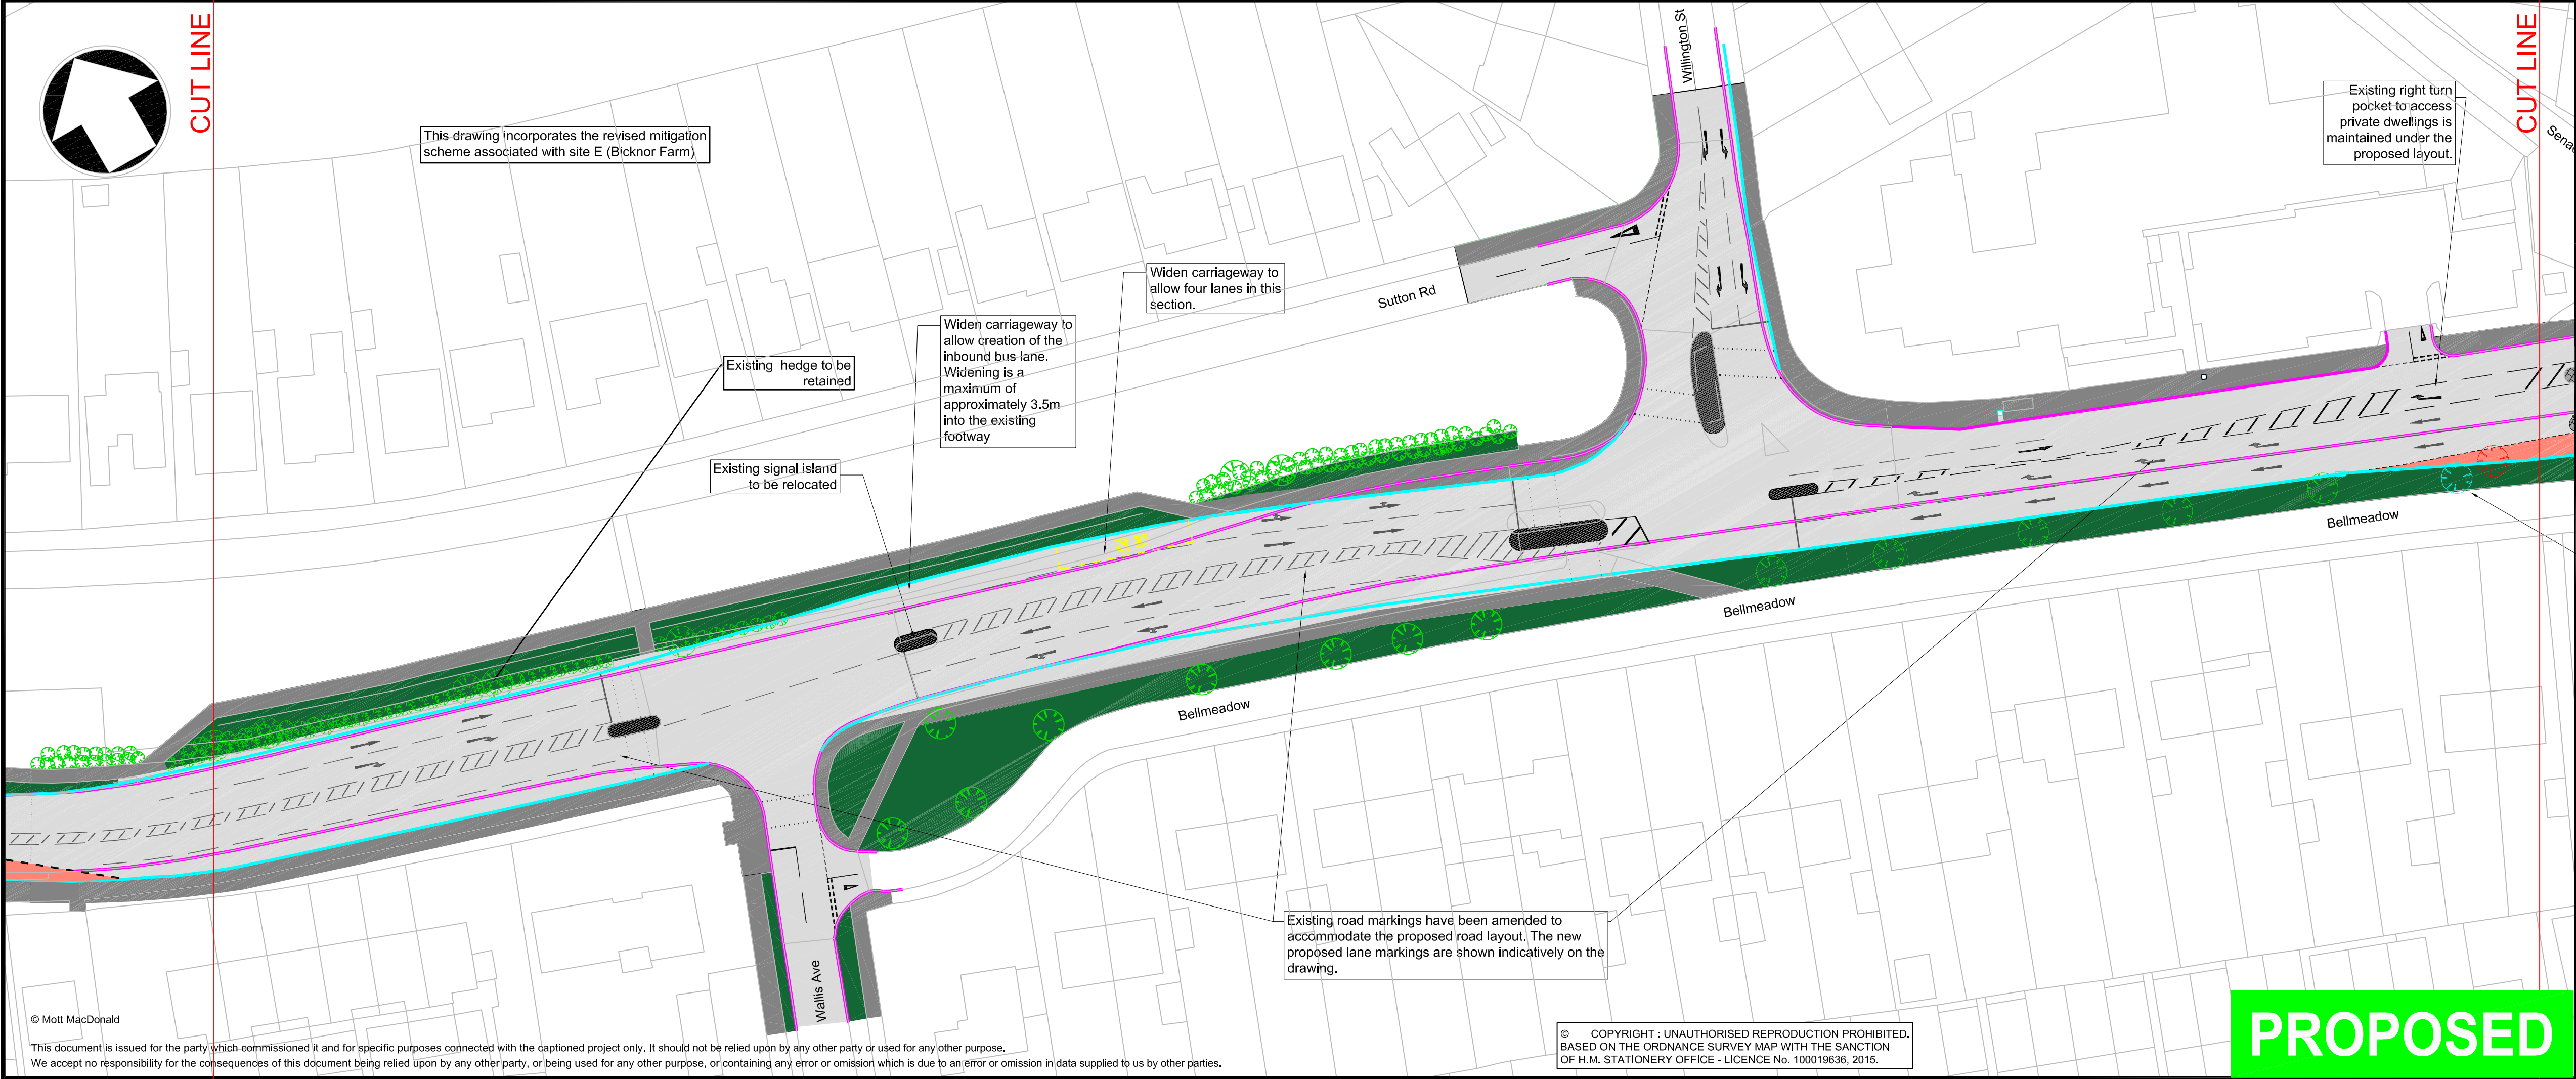 CUT LINE
This drawing incorporates the revised mitigation
scheme associated with site E (Bicknor Farm)
Existing hedge to be
retained
Existing signal island
to be relocated
Widen carriageway to
allow creation of the
inbound bus lane.
Widening is a
maximum of
approximately 3.5m
into the existing
footway
Widen carriageway to
allow four lanes in this
section.
Sutton Rd
Willington St
Existing right turn
pocket to access
private dwellings is
maintained under the
proposed layout.
CUT LINE
Bellmeadow
Bellmeadow
Bellmeadow
Wallis Ave
Existing road markings have been amended to
accommodate the proposed road layout. The new
proposed lane markings are shown indicatively on the
drawing.
© Mott MacDonald
This document is issued for the party which commissioned it and for specific purposes connected with the captioned project only. It should not be relied upon by any other party or used for any other purpose.
We accept no responsibility for the consequences of this document being relied upon by any other party, or being used for any other purpose, or containing any error or omission which is due to an error or omission in data supplied to us by other parties.
© COPYRIGHT : UNAUTHORISED REPRODUCTION PROHIBITED.
BASED ON THE ORDNANCE SURVEY MAP WITH THE SANCTION
OF H.M. STATIONERY OFFICE - LICENCE No. 100019636, 2015.
PROPOSED